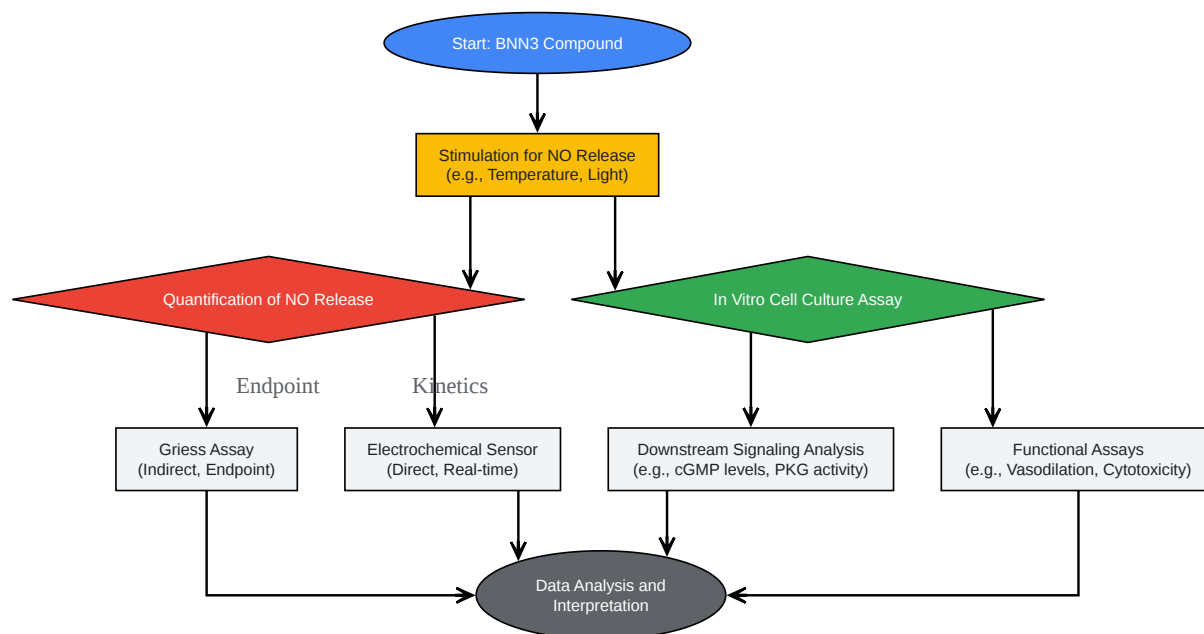 Start: BNN3 Compound
Stimulation for NO Release
(e.g., Temperature, Light)
Quantification of NO Release
In Vitro Cell Culture Assay
Endpoint
Kinetics
Griess Assay
(Indirect, Endpoint)
Electrochemical Sensor
(Direct, Real-time)
Downstream Signaling Analysis
(e.g., cGMP levels, PKG activity)
Functional Assays
(e.g., Vasodilation, Cytotoxicity)
Data Analysis and
Interpretation